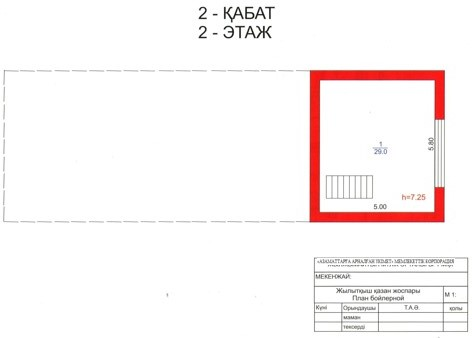 2 - ҚАБАТ
2 - ЭТАЖ
1
29.0
5.80
h=7.25
5.00
«АЗАМАТТАРҒА АРНАЛҒАН ҮКІМЕТ» МЕМЛЕКЕТТІК КОРПОРАЦИЯ
МЕКЕНЖАЙ:
Жылытқыш қазан жоспары
План бойлерной
М 1:
Күні
Орындаушы
Т.А.Ә.
қолы
маман
тексерді